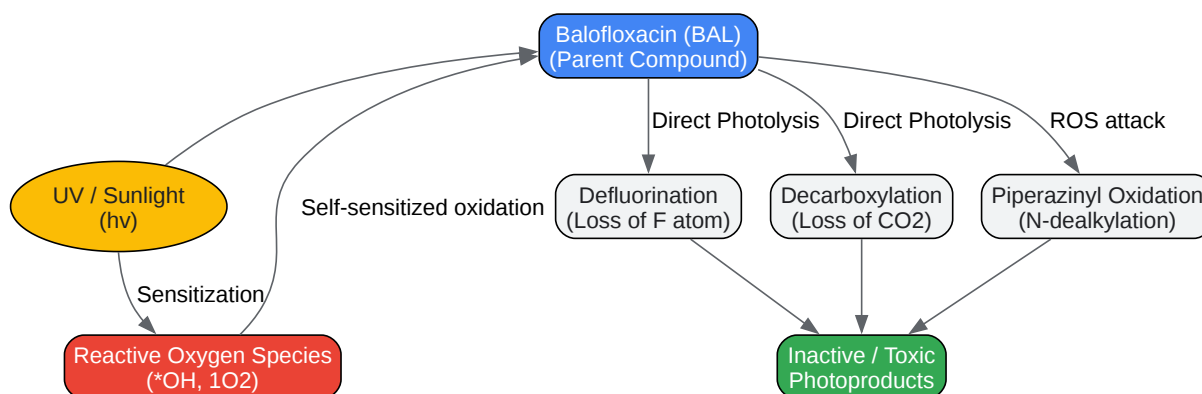 Balofloxacin (BAL)
(Parent Compound)
Direct Photolysis
Direct Photolysis
ROS attack
UV / Sunlight
(hv)
Self-sensitized oxidation
Defluorination
(Loss of F atom)
Decarboxylation
(Loss of CO2)
Piperazinyl Oxidation
(N-dealkylation)
Sensitization
Reactive Oxygen Species
(*OH, 1O2)
Inactive / Toxic
Photoproducts